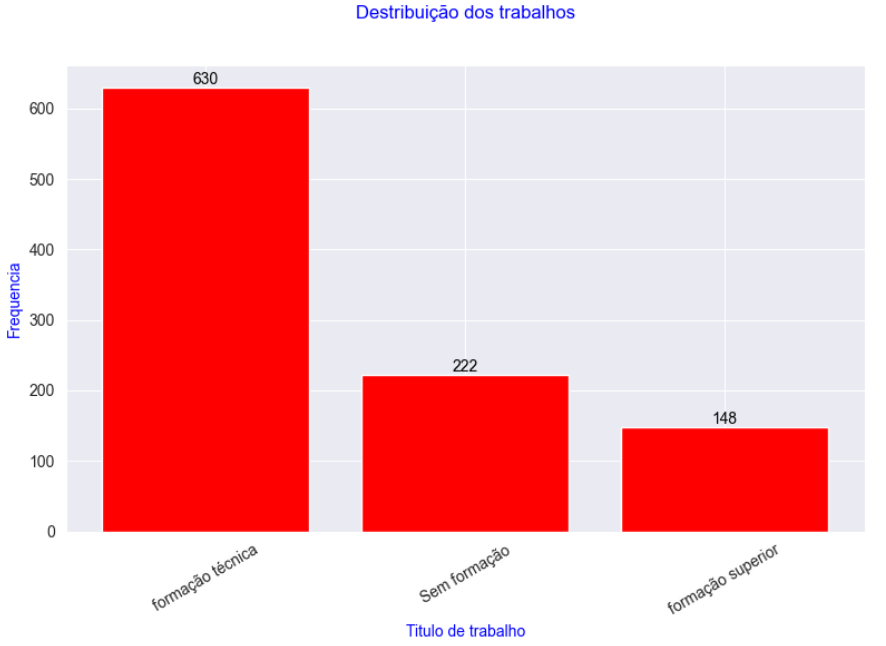 Destribuição dos trabalhos
630
600
500
400
300
222
200
148
100
0
Frequencia
formação técnica
Sem formação
formação superior
Titulo de trabalho